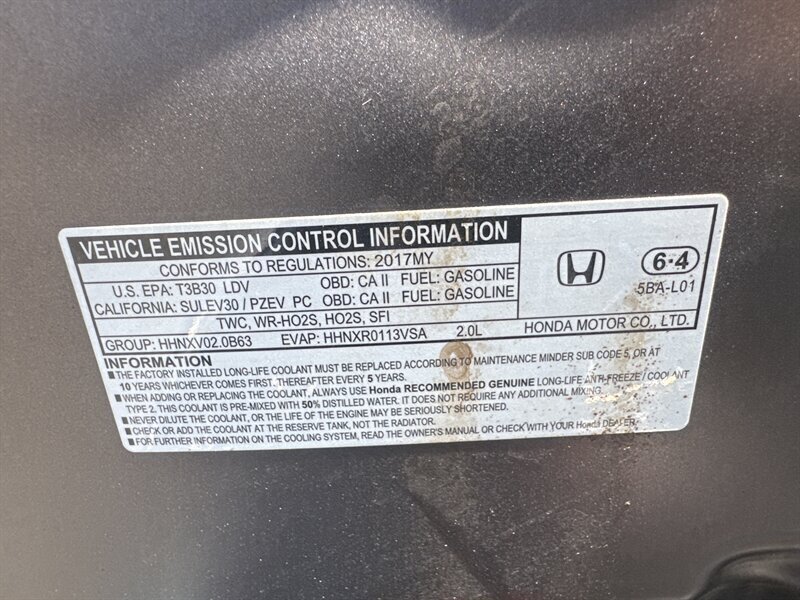 VEHICLE EMISSION CONTROL INFORMATION
CONFORMS TO REGULATIONS: 2017MY
U.S. EPA: T3B30 LDV OBD: CA II FUEL: GASOLINE
CALIFORNIA: SULEV30 / PZEV PC OBD: CA II FUEL: GASOLINE
TWC, WR-HO2S, HO2S, SFI
GROUP: HHNXV02.0B63 EVAP: HHNXR0113VSA 2.0L
6·4
5BA-L01
HONDA MOTOR CO., LTD.
INFORMATION
■ THE FACTORY INSTALLED LONG-LIFE COOLANT MUST BE REPLACED ACCORDING TO MAINTENANCE MINDER SUB CODE 5, OR AT
10 YEARS WHICHEVER COMES FIRST. THEREAFTER EVERY 5 YEARS.
■ WHEN ADDING OR REPLACING THE COOLANT, ALWAYS USE Honda RECOMMENDED GENUINE LONG-LIFE ANTI-FREEZE / COOLANT
TYPE 2. THIS COOLANT IS PRE-MIXED WITH 50% DISTILLED WATER. IT DOES NOT REQUIRE ANY ADDITIONAL MIXING.
■ NEVER DILUTE THE COOLANT, OR THE LIFE OF THE ENGINE MAY BE SERIOUSLY SHORTENED.
■ CHECK OR ADD THE COOLANT AT THE RESERVE TANK, NOT THE RADIATOR.
■ FOR FURTHER INFORMATION ON THE COOLING SYSTEM, READ THE OWNER'S MANUAL OR CHECK WITH YOUR Honda DEALER.